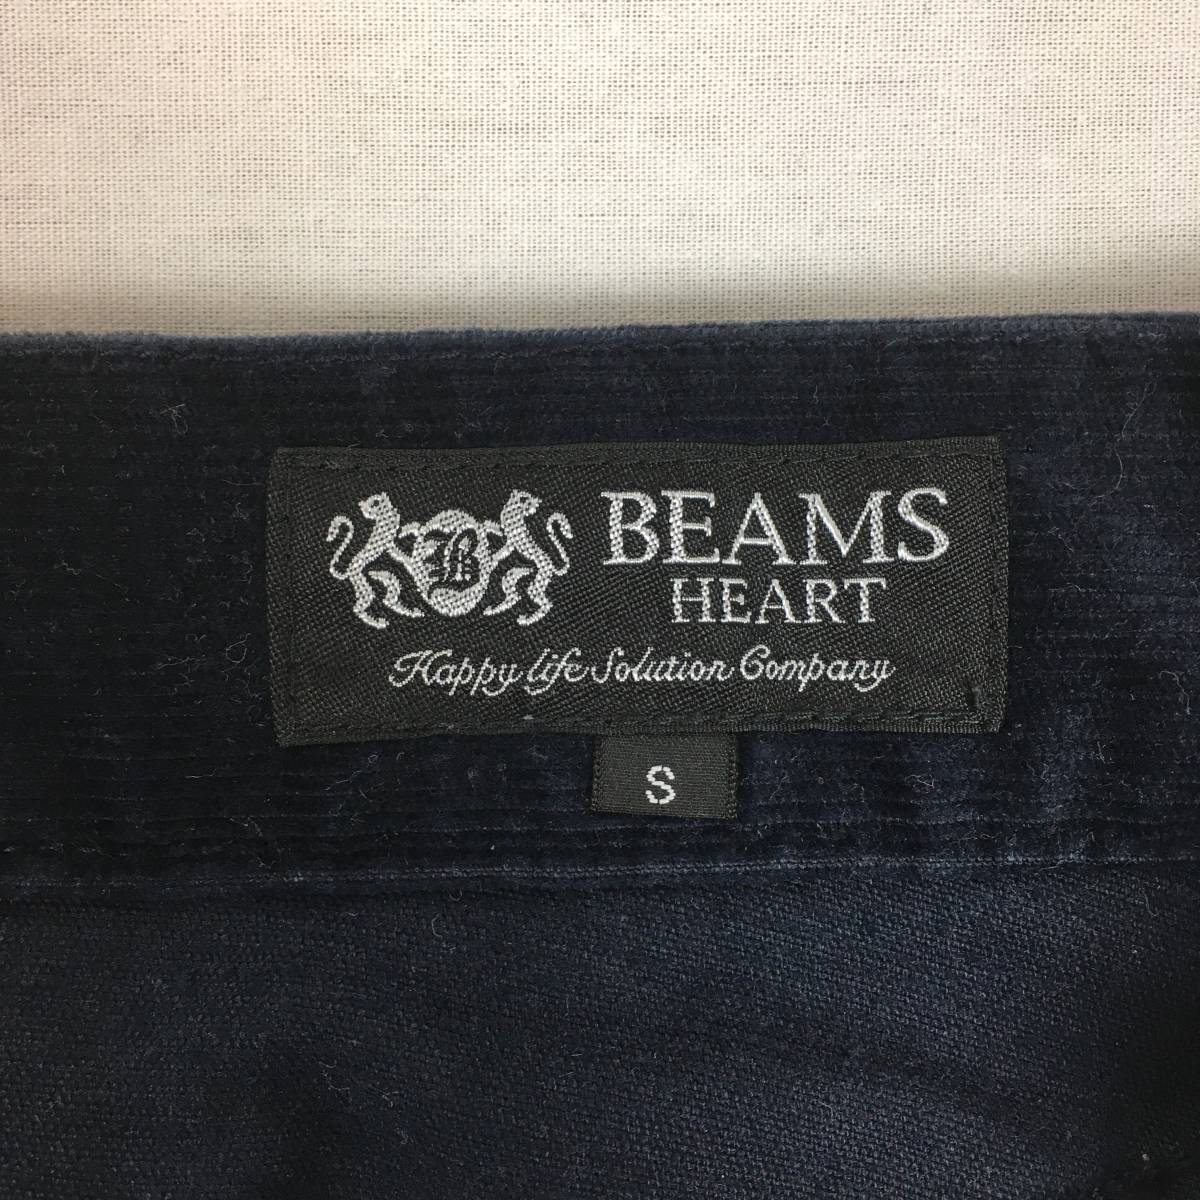 BEAMS
HEART
Happy life Solution Company
S